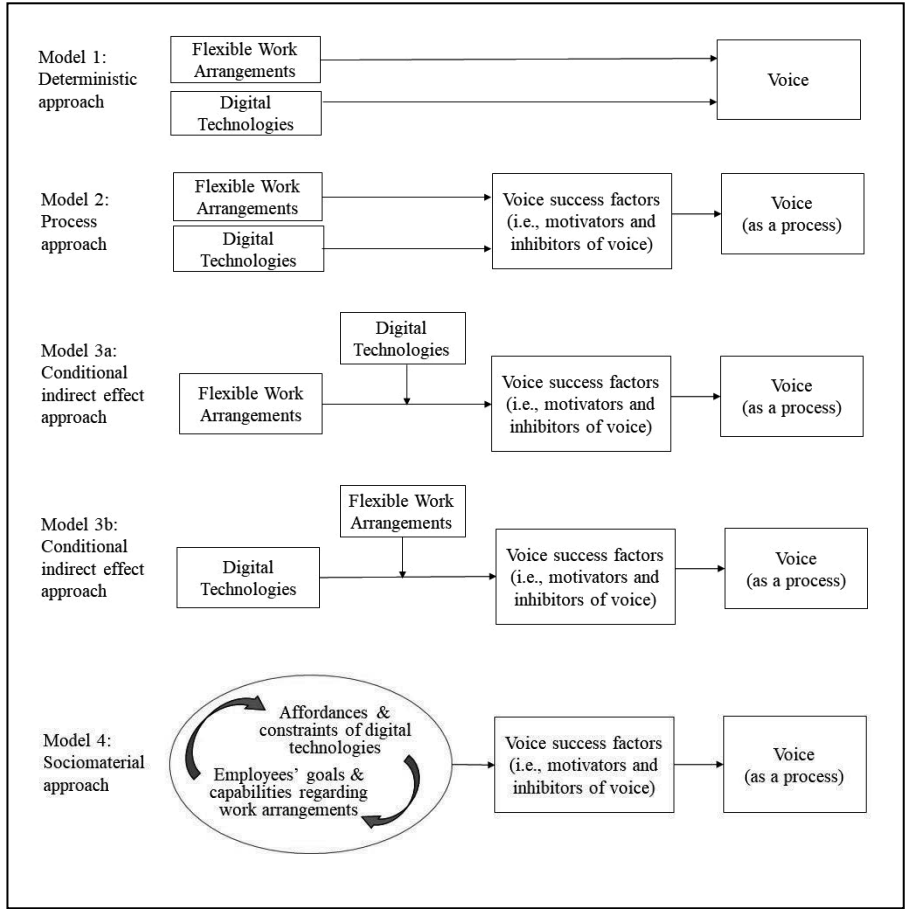 Model 1:
Deterministic
approach
Flexible Work
Arrangements
Digital
Technologies
Voice
Model 2:
Process
approach
Flexible Work
Arrangements
Digital
Technologies
Voice success factors
(i.e., motivators and
inhibitors of voice)
Voice
(as a process)
Model 3a:
Conditional
indirect effect
approach
Digital
Technologies
Flexible Work
Arrangements
Voice success factors
(i.e., motivators and
inhibitors of voice)
Voice
(as a process)
Model 3b:
Conditional
indirect effect
approach
Flexible Work
Arrangements
Digital
Technologies
Voice success factors
(i.e., motivators and
inhibitors of voice)
Voice
(as a process)
Model 4:
Sociomaterial
approach
Affordances &
constraints of digital
technologies
Employees’ goals &
capabilities regarding
work arrangements
Voice success factors
(i.e., motivators and
inhibitors of voice)
Voice
(as a process)